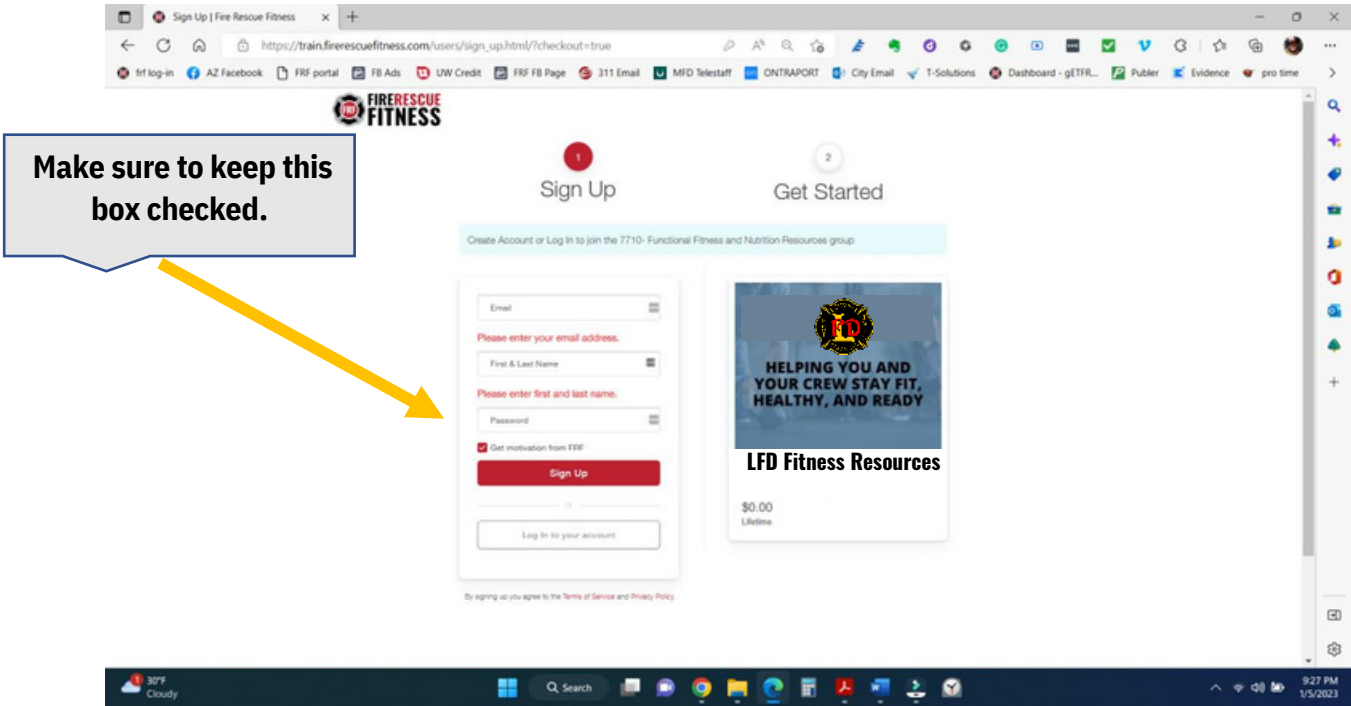 Sign Up | Fire Rescue Fitness
https://train.firerescuefitness.com/users/sign_up.html/?checkout=true
frf log-in AZ Facebook FRF portal FB Ads UW Credit FRF FB Page 311 Email MFD Telestaff ONTRAPORT City Email T-Solutions Dashboard - gETFR... Publer Evidence pro time
FIRERESCUE
FITNESS
Make sure to keep this
box checked.
1
2
Sign Up
Get Started
Create Account or Log In to join the 7710- Functional Fitness and Nutrition Resources group
Email
Please enter your email address.
First & Last Name
Please enter first and last name.
Password
Get motivation from FRF
Sign Up
or
Log In to your account
By signing up you agree to the Terms of Service and Privacy Policy.
LFD
HELPING YOU AND
YOUR CREW STAY FIT,
HEALTHY, AND READY
LFD Fitness Resources
$0.00
Lifetime
1
30°F
Cloudy
Search
9:27 PM
1/5/2023